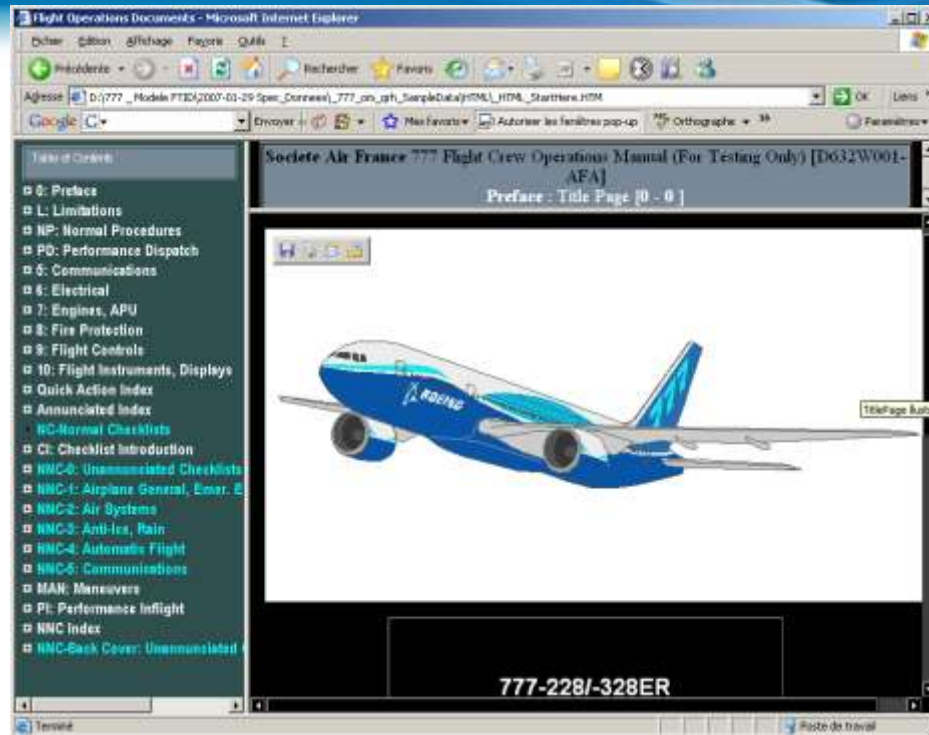 Flight Operations Documents - Microsoft Internet Explorer
Fichier Edition Affichage Favoris Outils ?
Précédente Rechercher Favoris
Adresse D:\777 _ Modele FTID\2007-01-29 Spec_Donnees\_777_om_qrh_SampleData\HTML\_HTML_StartHere.HTM OK Liens
Google Envoyer Mes favoris Autoriser les fenêtres pop-up Orthographe Paramètres
Table of Contents
0: Preface
L: Limitations
NP: Normal Procedures
PD: Performance Dispatch
5: Communications
6: Electrical
7: Engines, APU
8: Fire Protection
9: Flight Controls
10: Flight Instruments, Displays
Quick Action Index
Annunciated Index
NC-Normal Checklists
CI: Checklist Introduction
NNC-0: Unannunciated Checklists
NNC-1: Airplane General, Emer. E
NNC-2: Air Systems
NNC-3: Anti-Ice, Rain
NNC-4: Automatic Flight
NNC-5: Communications
MAN: Maneuvers
PI: Performance Inflight
NNC Index
NNC-Back Cover: Unannunciated
Societe Air France 777 Flight Crew Operations Manual (For Testing Only) [D632W001-
AFA]
Preface : Title Page [0 - 0 ]
BOEING
TitlePage Illust
777-228/-328ER
Terminé
Poste de travail